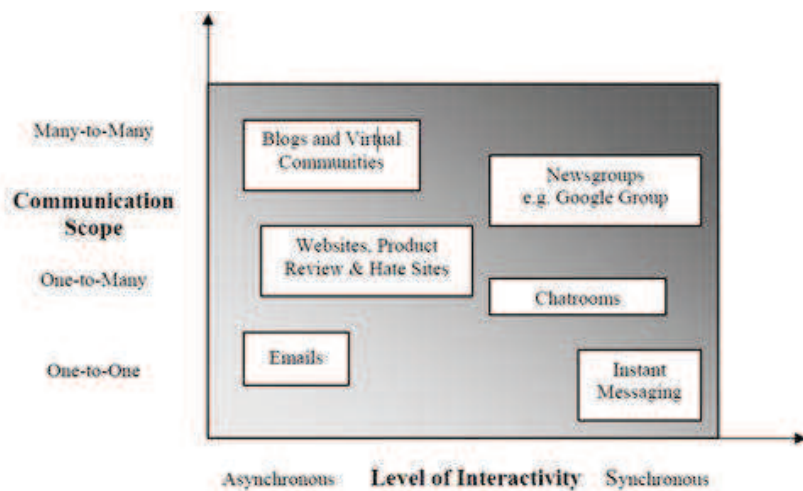 Many-to-Many
Blogs and Virtual
Communities
Newsgroups
e.g. Google Group
Communication
Scope
Websites, Product
Review & Hate Sites
One-to-Many
Chatrooms
Emails
One-to-One
Instant
Messaging
Asynchronous Level of Interactivity Synchronous